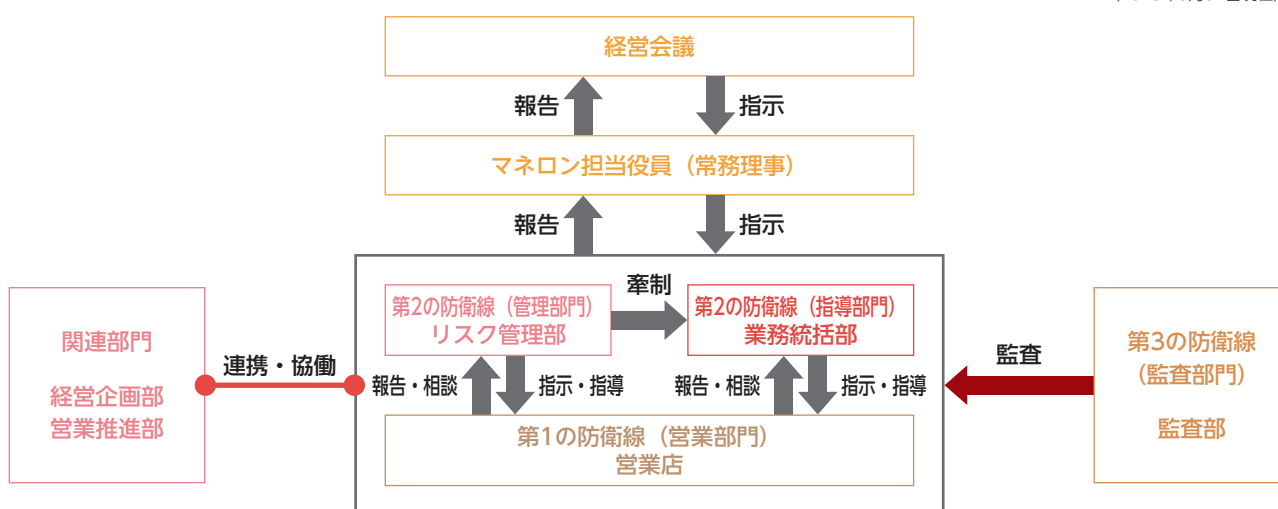 経営会議
報告
指示
マネロン担当役員（常務理事）
報告
指示
関連部門
経営企画部
営業推進部
連携・協働
第2の防衛線（管理部門）
リスク管理部
牽制
第2の防衛線（指導部門）
業務統括部
報告・相談
指示・指導
報告・相談
指示・指導
第1の防衛線（営業部門）
営業店
監査
第3の防衛線
（監査部門）
監査部